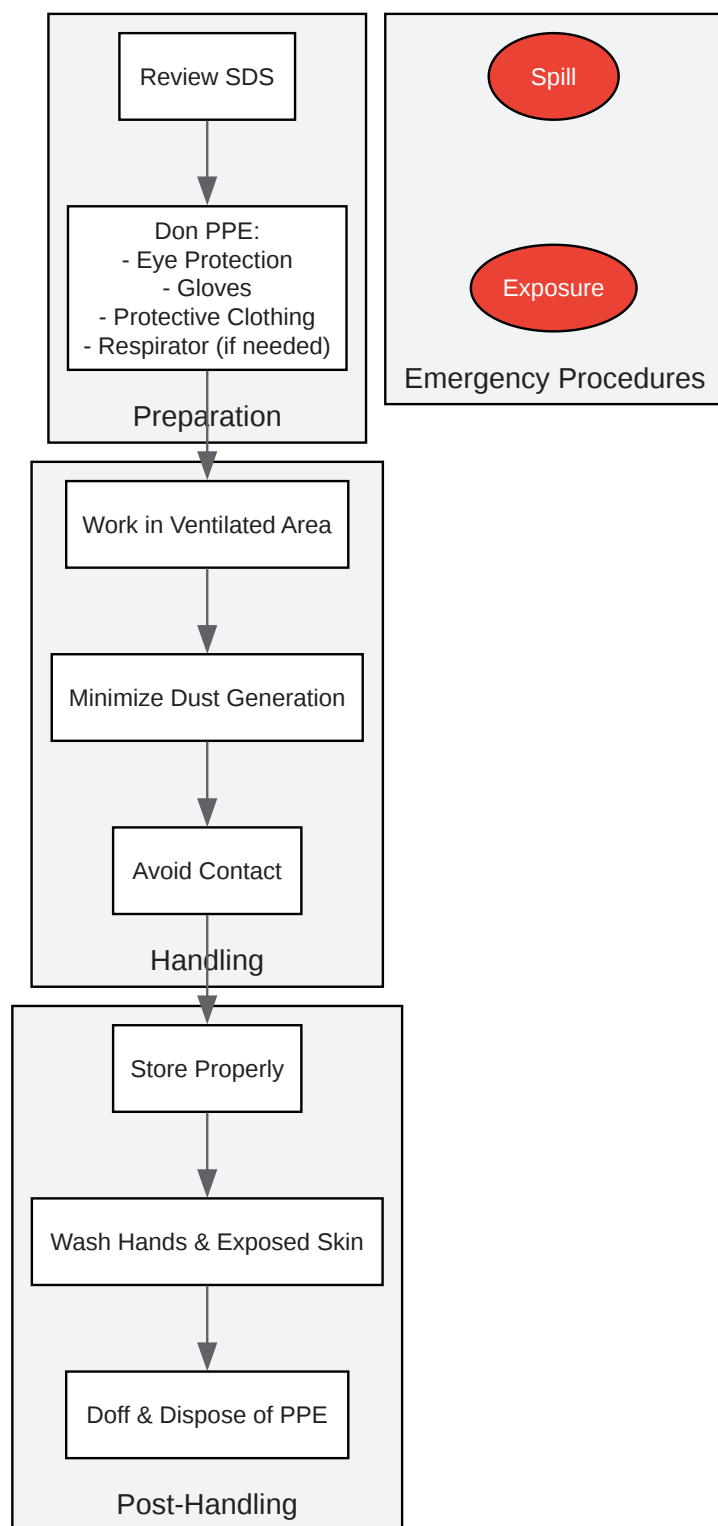 Review SDS
Don PPE:
- Eye Protection
- Gloves
- Protective Clothing
- Respirator (if needed)
Preparation
Spill
Exposure
Emergency Procedures
Work in Ventilated Area
Minimize Dust Generation
Avoid Contact
Handling
Store Properly
Wash Hands & Exposed Skin
Doff & Dispose of PPE
Post-Handling